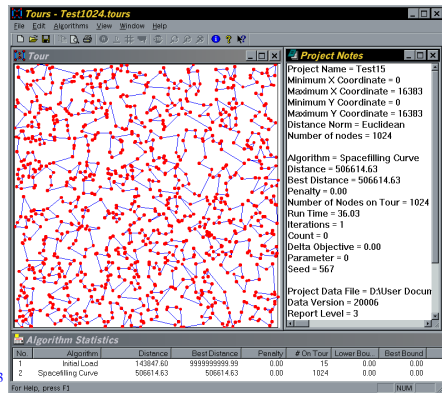 Tours - Test1024.tours
File Edit Algorithms View Window Help
Tour
Project Notes
Project Name = Test15
Minimum X Coordinate = 0
Maximum X Coordinate = 16383
Minimum Y Coordinate = 0
Maximum Y Coordinate = 16383
Distance Norm = Euclidean
Number of nodes = 1024
Algorithm = Spacefilling Curve
Distance = 506614.63
Best Distance = 506614.63
Penalty = 0.00
Number of Nodes on Tour = 1024
Run Time = 36.03
Iterations = 1
Count = 0
Delta Objective = 0.00
Parameter = 0
Seed = 567
Project Data File = D:\User Docum
Data Version = 20006
Report Level = 3
Algorithm Statistics
No. Algorithm Distance Best Distance Penalty # On Tour Lower Bou... Best Bound
1 Initial Load 143847.60 9999999999.99 0.00 15 0.00 0.00
2 Spacefilling Curve 506614.63 506614.63 0.00 1024 0.00 0.00
For Help, press F1 NUM